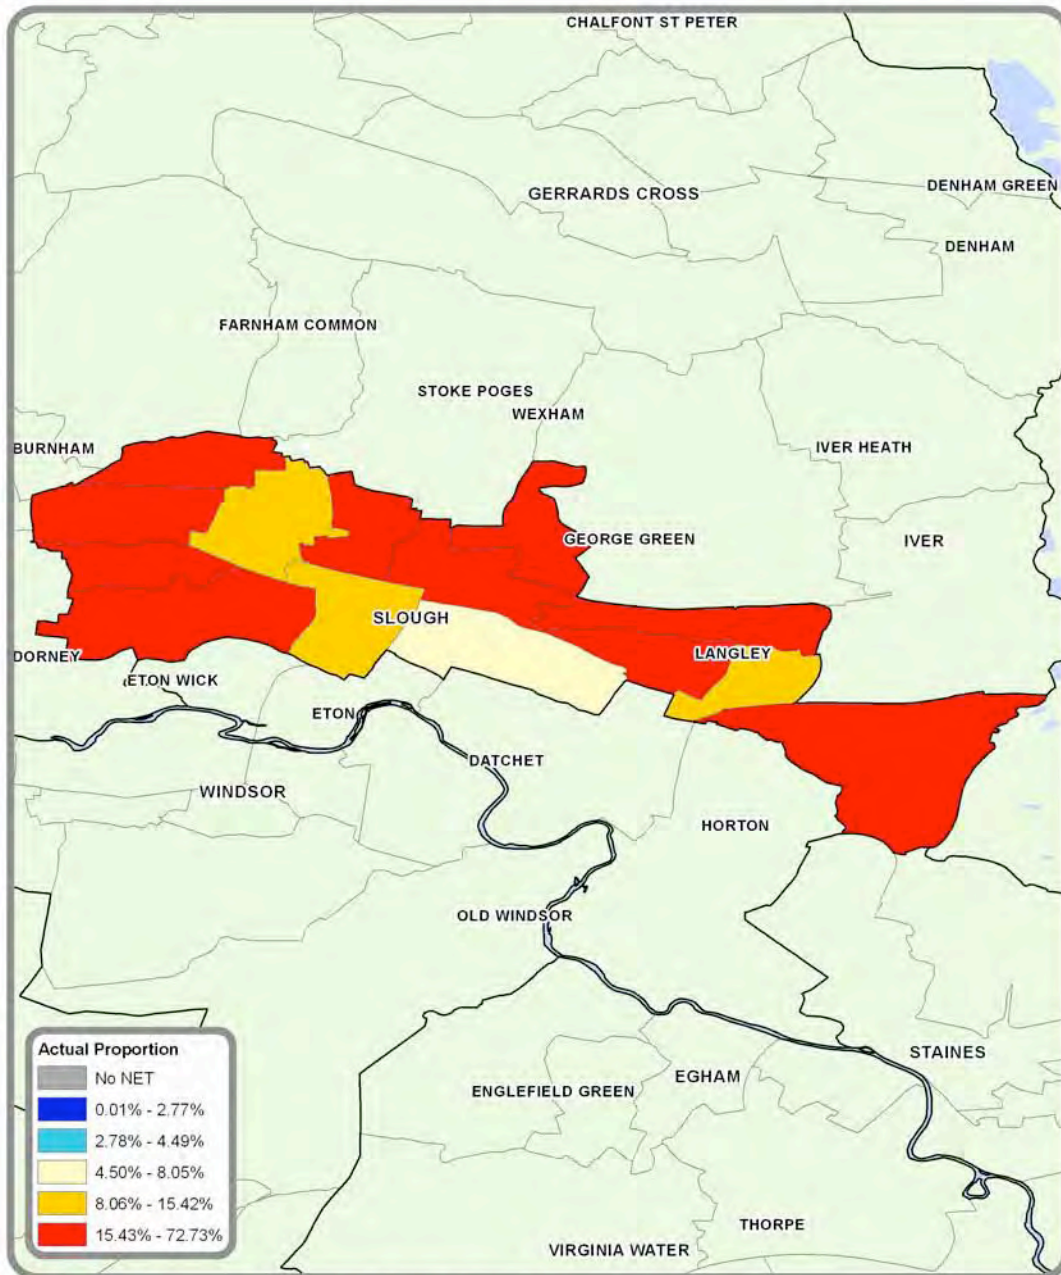 CHALFONT ST PETER
DENHAM GREEN
GERRARDS CROSS
DENHAM
FARNHAM COMMON
STOKE POGES
WEXHAM
BURNHAM
IVER HEATH
GEORGE GREEN
IVER
SLOUGH
DORNEY
LANGLEY
ETON WICK
ETON
DATCHET
WINDSOR
HORTON
OLD WINDSOR
STAINES
EGHAM
ENGLEFIELD GREEN
THORPE
VIRGINIA WATER
Actual Proportion
No NET
0.01% - 2.77%
2.78% - 4.49%
4.50% - 8.05%
8.06% - 15.42%
15.43% - 72.73%